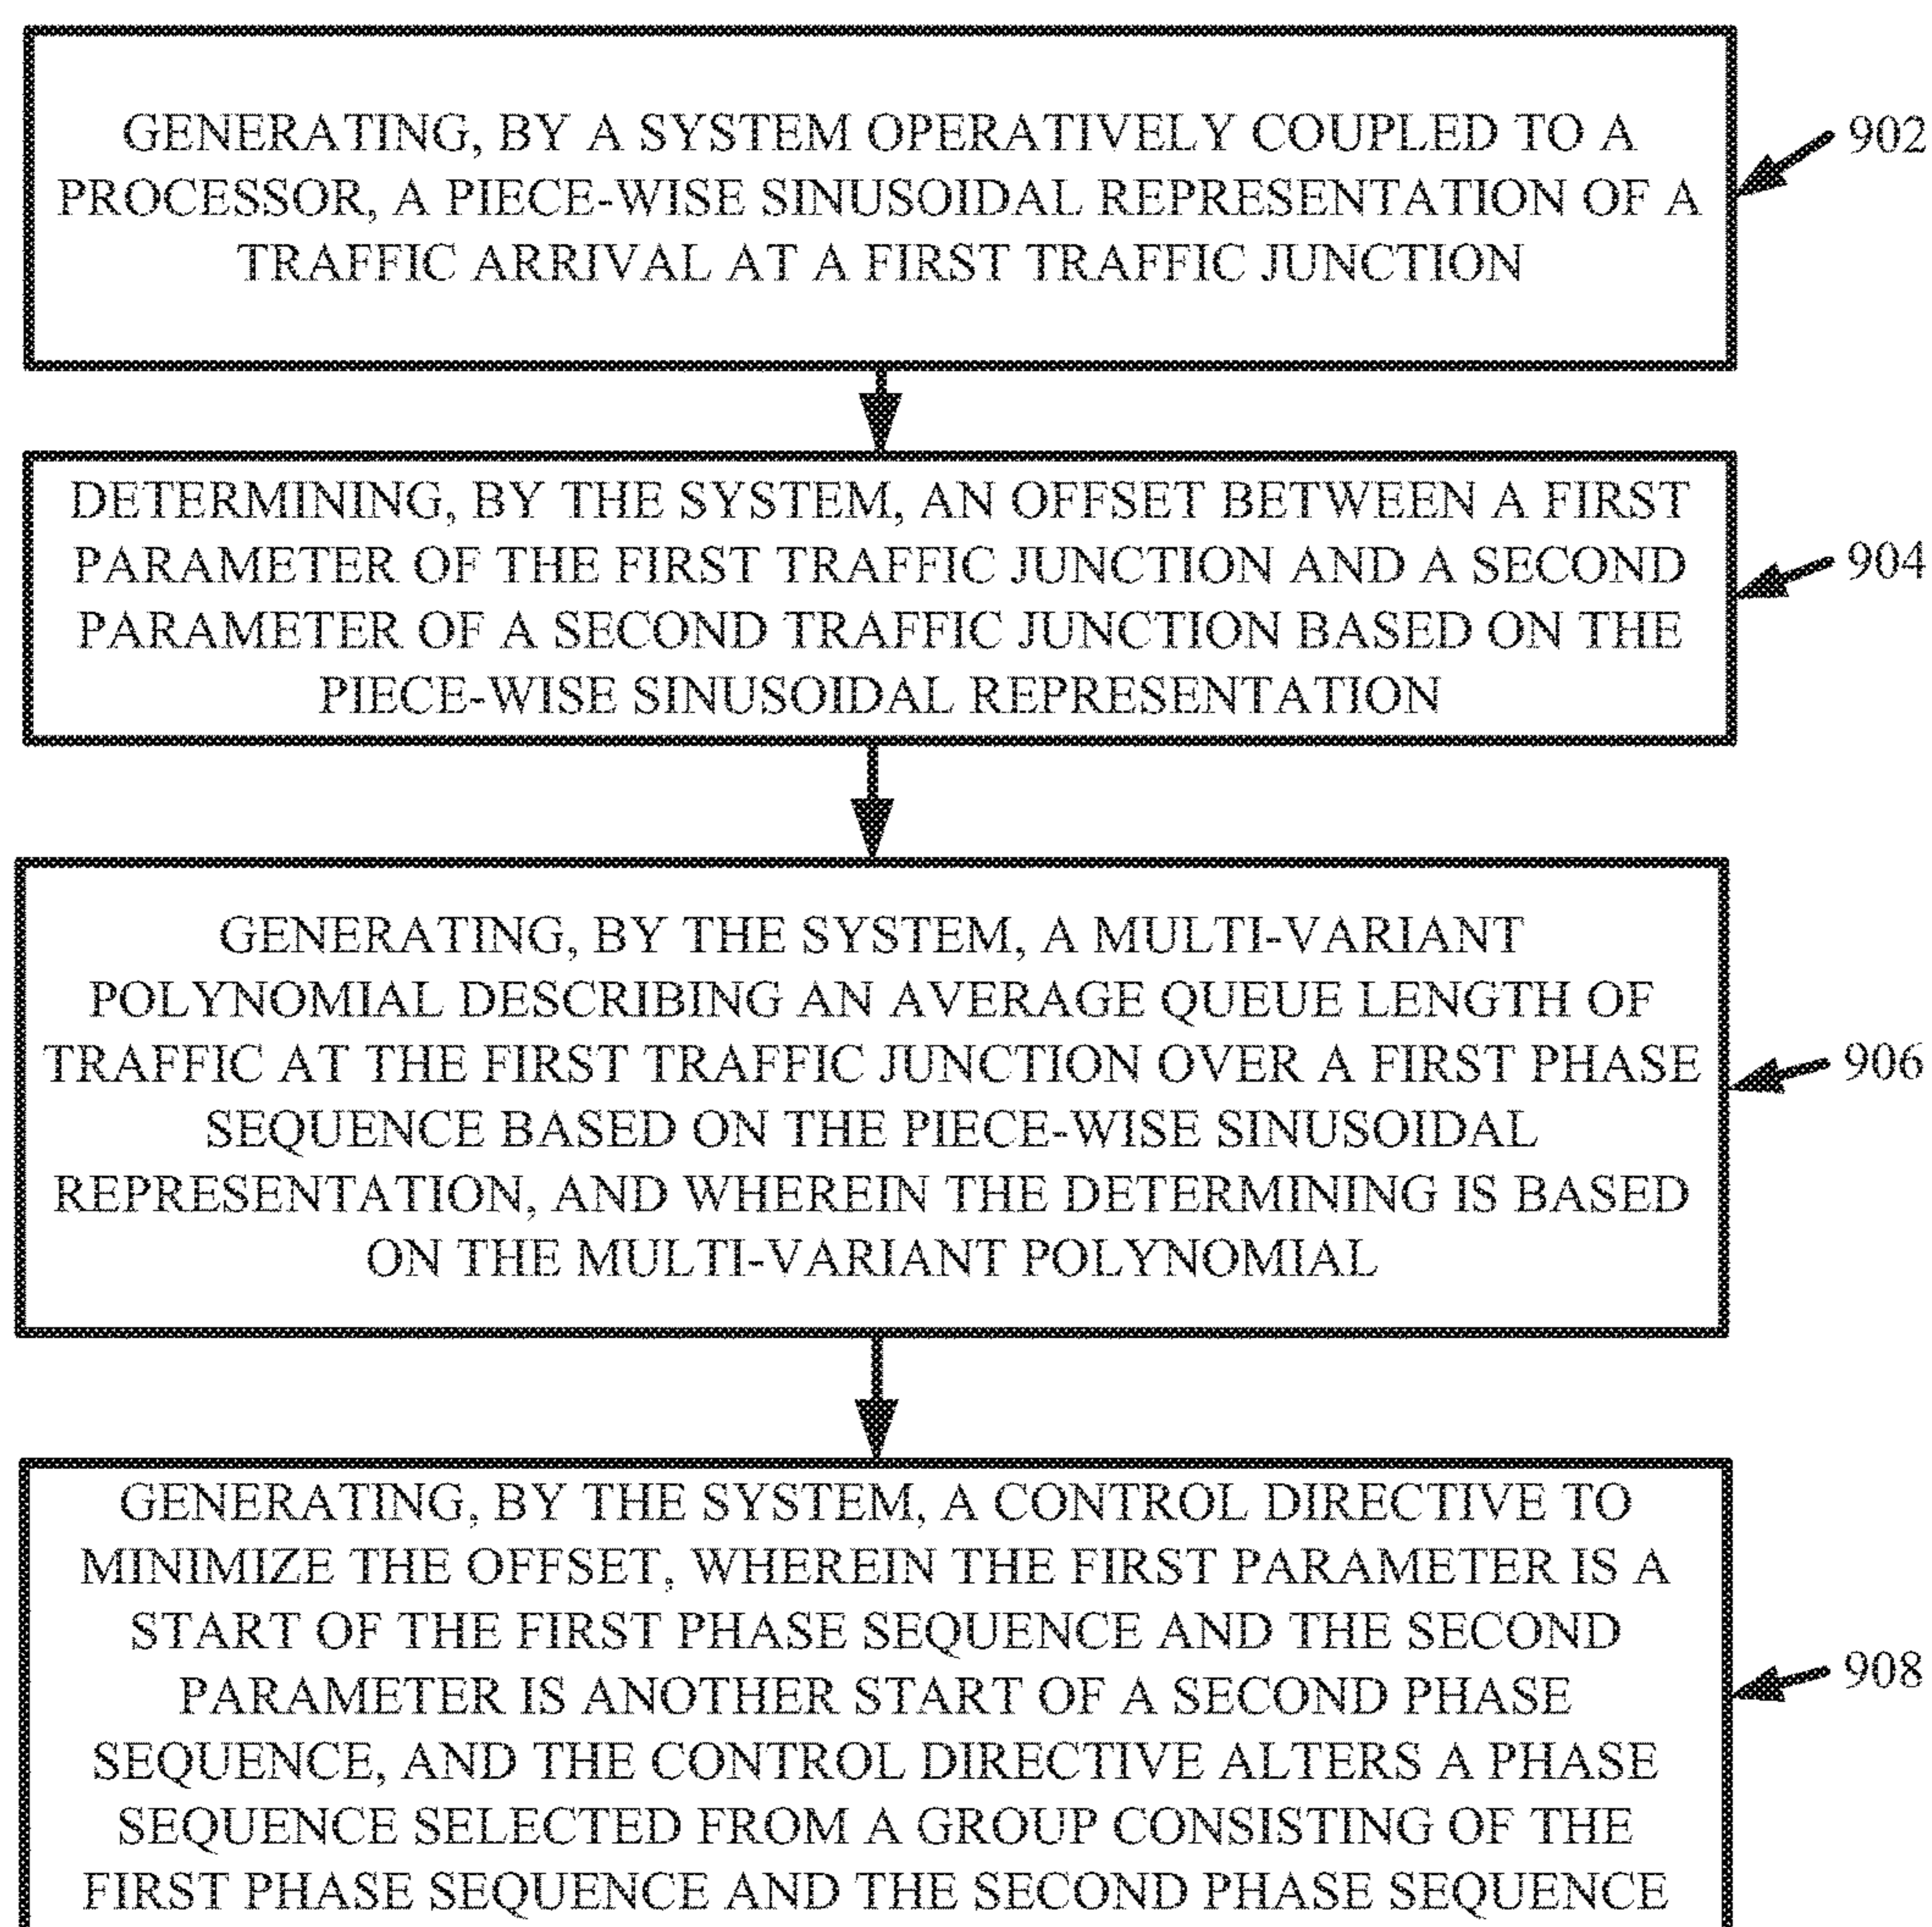 GENERATING, BY A SYSTEM OPERATIVELY COUPLED TO A
PROCESSOR, A PIECE-WISE SINUSOIDAL REPRESENTATION OF A
TRAFFIC ARRIVAL AT A FIRST TRAFFIC JUNCTION
902
DETERMINING, BY THE SYSTEM, AN OFFSET BETWEEN A FIRST
PARAMETER OF THE FIRST TRAFFIC JUNCTION AND A SECOND
PARAMETER OF A SECOND TRAFFIC JUNCTION BASED ON THE
PIECE-WISE SINUSOIDAL REPRESENTATION
904
GENERATING, BY THE SYSTEM, A MULTI-VARIANT
POLYNOMIAL DESCRIBING AN AVERAGE QUEUE LENGTH OF
TRAFFIC AT THE FIRST TRAFFIC JUNCTION OVER A FIRST PHASE
SEQUENCE BASED ON THE PIECE-WISE SINUSOIDAL
REPRESENTATION, AND WHEREIN THE DETERMINING IS BASED
ON THE MULTI-VARIANT POLYNOMIAL
906
GENERATING, BY THE SYSTEM, A CONTROL DIRECTIVE TO
MINIMIZE THE OFFSET, WHEREIN THE FIRST PARAMETER IS A
START OF THE FIRST PHASE SEQUENCE AND THE SECOND
PARAMETER IS ANOTHER START OF A SECOND PHASE
SEQUENCE, AND THE CONTROL DIRECTIVE ALTERS A PHASE
SEQUENCE SELECTED FROM A GROUP CONSISTING OF THE
FIRST PHASE SEQUENCE AND THE SECOND PHASE SEQUENCE
908